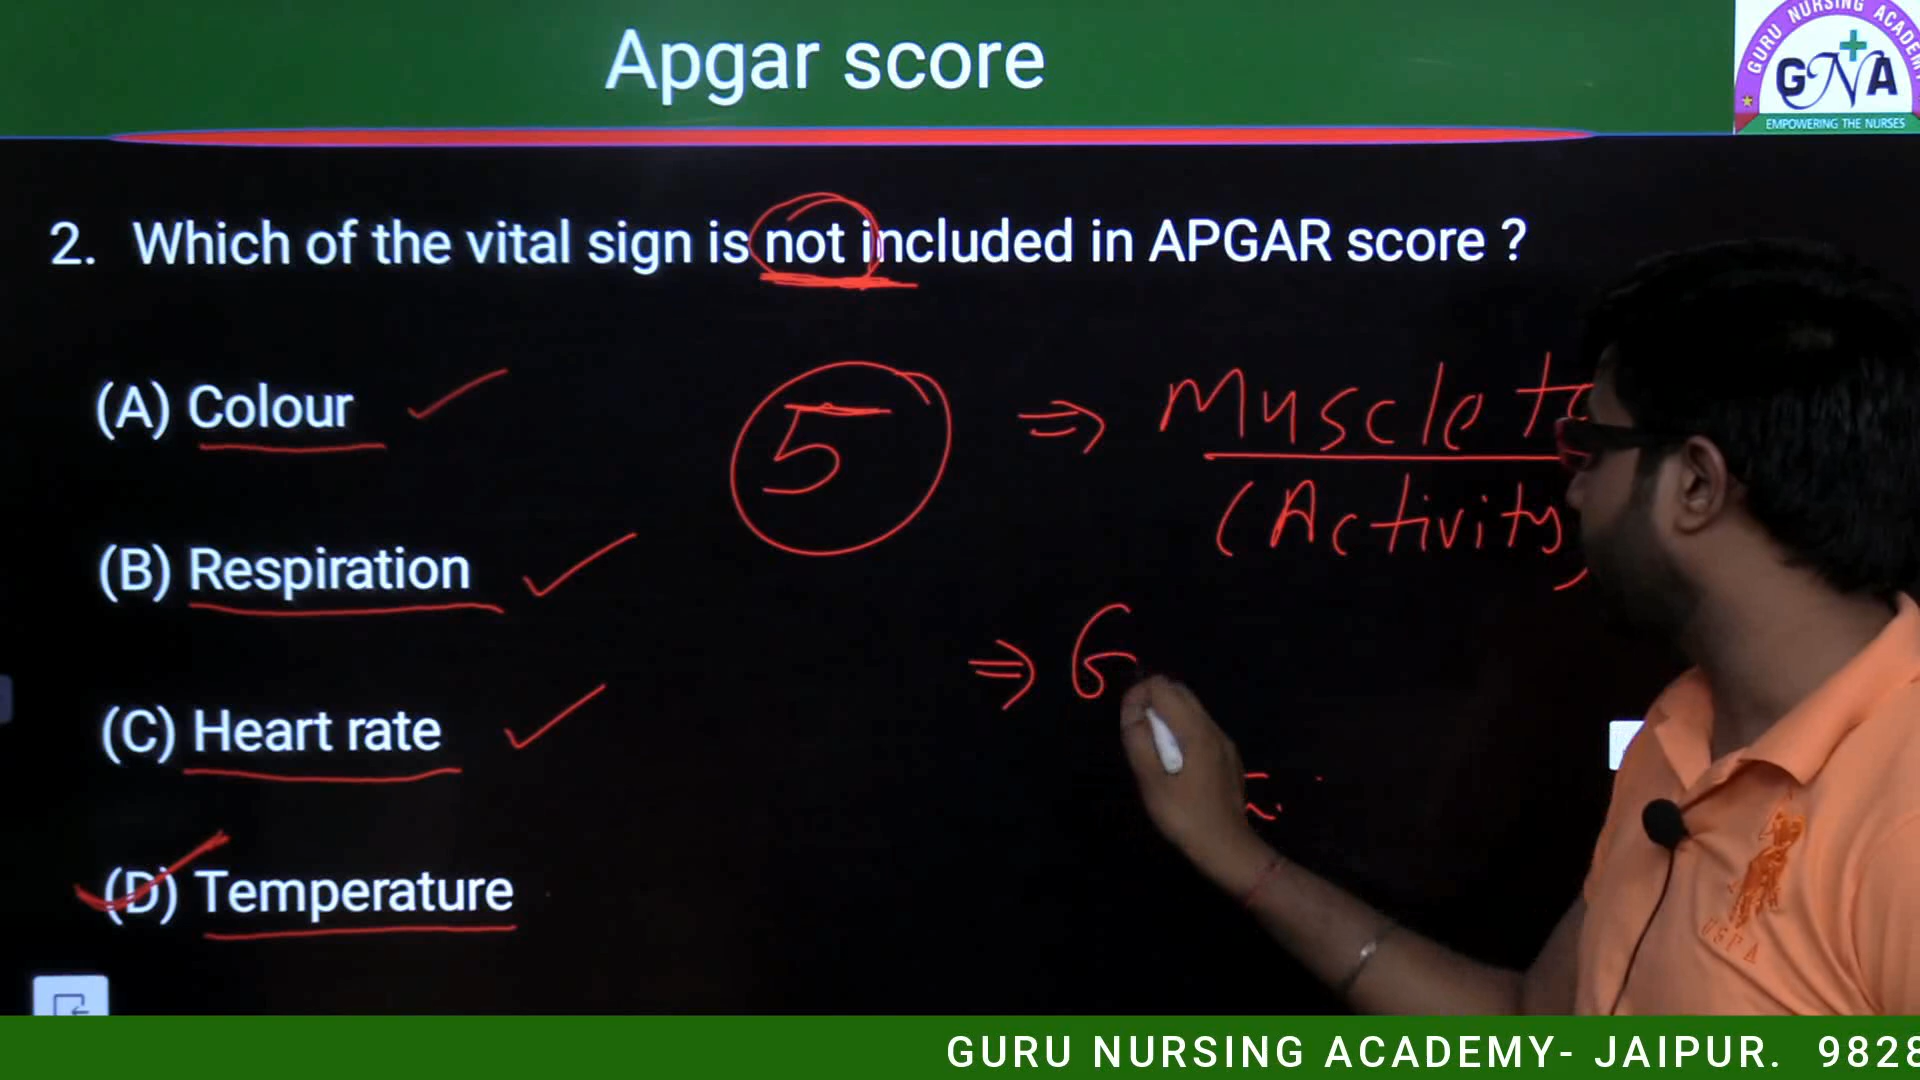 Apgar score
GURU NURSING ACADEMY
GNA
EMPOWERING THE NURSES
2. Which of the vital sign is not included in APGAR score ?
(A) Colour
(B) Respiration
(C) Heart rate
(D) Temperature
5 ⇒ Muscle
(Activity)
⇒ G
USPA
GURU NURSING ACADEMY- JAIPUR. 9828